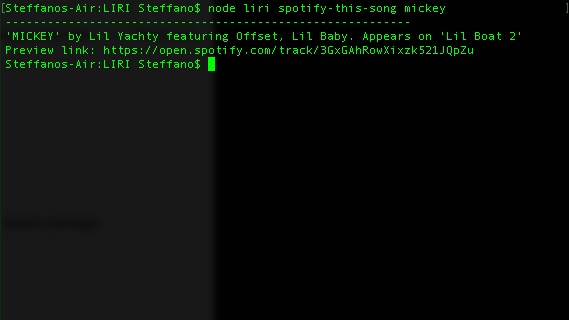 [Steffanos-Air:LIRI Steffano$ node liri spotify-this-song mickey ]
----------------------------------------------------------
'MICKEY' by Lil Yachty featuring Offset, Lil Baby. Appears on 'Lil Boat 2'
Preview link: https://open.spotify.com/track/3GxGAhRowXixzk521JQpZu
Steffanos-Air:LIRI Steffano$